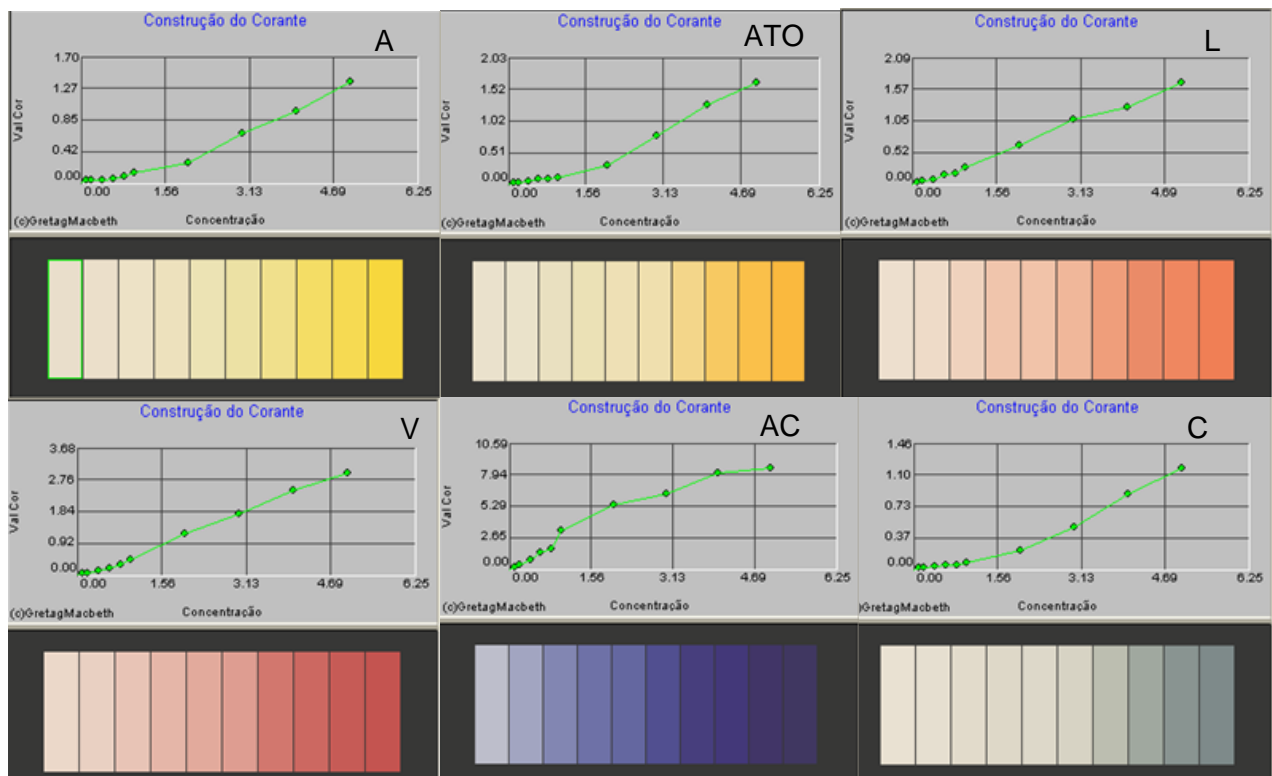 Construção do Corante
A
1.70
1.27
0.85
0.42
0.00
Val Cor
0.00 1.56 3.13 4.69 6.25
(c)GretagMacbeth Concentração
Construção do Corante
ATO
2.03
1.52
1.02
0.51
0.00
Val Cor
0.00 1.56 3.13 4.69 6.25
(c)GretagMacbeth Concentração
Construção do Corante
L
2.09
1.57
1.05
0.52
0.00
Val Cor
0.00 1.56 3.13 4.69 6.25
(c)GretagMacbeth Concentração
Construção do Corante
V
3.68
2.76
1.84
0.92
0.00
Val Cor
0.00 1.56 3.13 4.69 6.25
(c)GretagMacbeth Concentração
Construção do Corante
AC
10.59
7.94
5.29
2.65
0.00
Val Cor
0.00 1.56 3.13 4.69 6.25
(c)GretagMacbeth Concentração
Construção do Corante
C
1.46
1.10
0.73
0.37
0.00
0.00 1.56 3.13 4.69 6.25
)GretagMacbeth Concentração